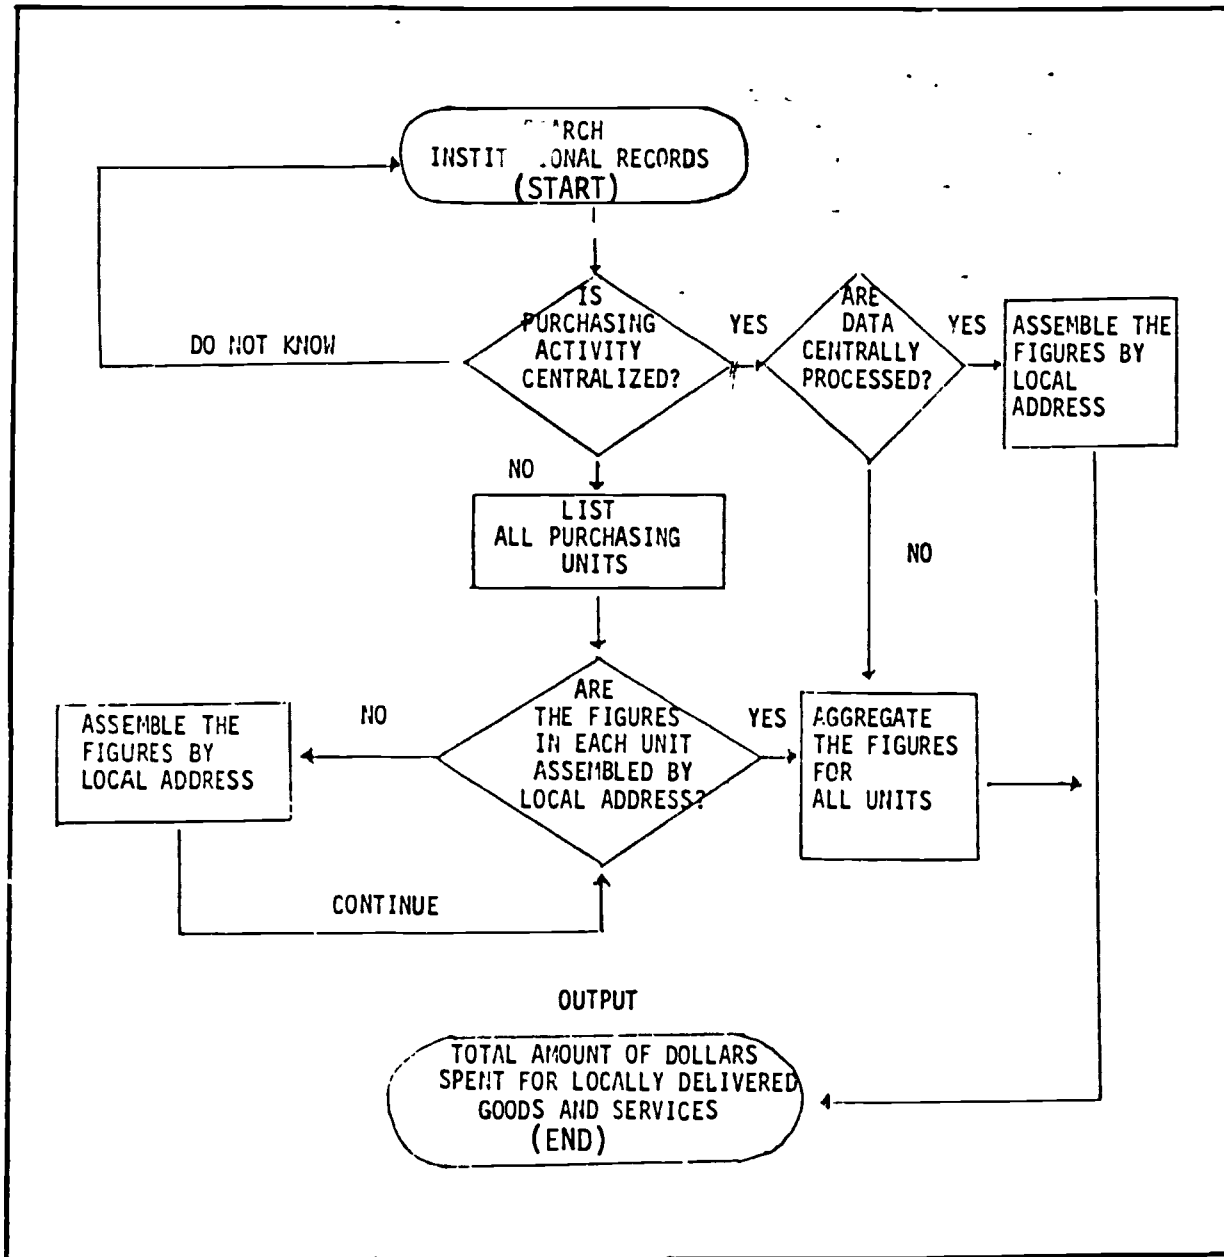 RECORDS
(START)
IS
PURCHASING
ACTIVITY
CENTRALIZED?
YES
ARE
DATA
CENTRALLY
PROCESSED?
YES
ASSEMBLE THE
FIGURES BY
LOCAL
ADDRESS
DO NOT KNOW
NO
LIST
ALL PURCHASING
UNITS
NO
ARE
THE FIGURES
IN EACH UNIT
ASSEMBLED BY
LOCAL ADDRESS?
NO
ASSEMBLE THE
FIGURES BY
LOCAL ADDRESS
YES
AGGREGATE
THE FIGURES
FOR
ALL UNITS
CONTINUE
OUTPUT
TOTAL AMOUNT OF DOLLARS
SPENT FOR LOCALLY DELIVERED
GOODS AND SERVICES
(END)